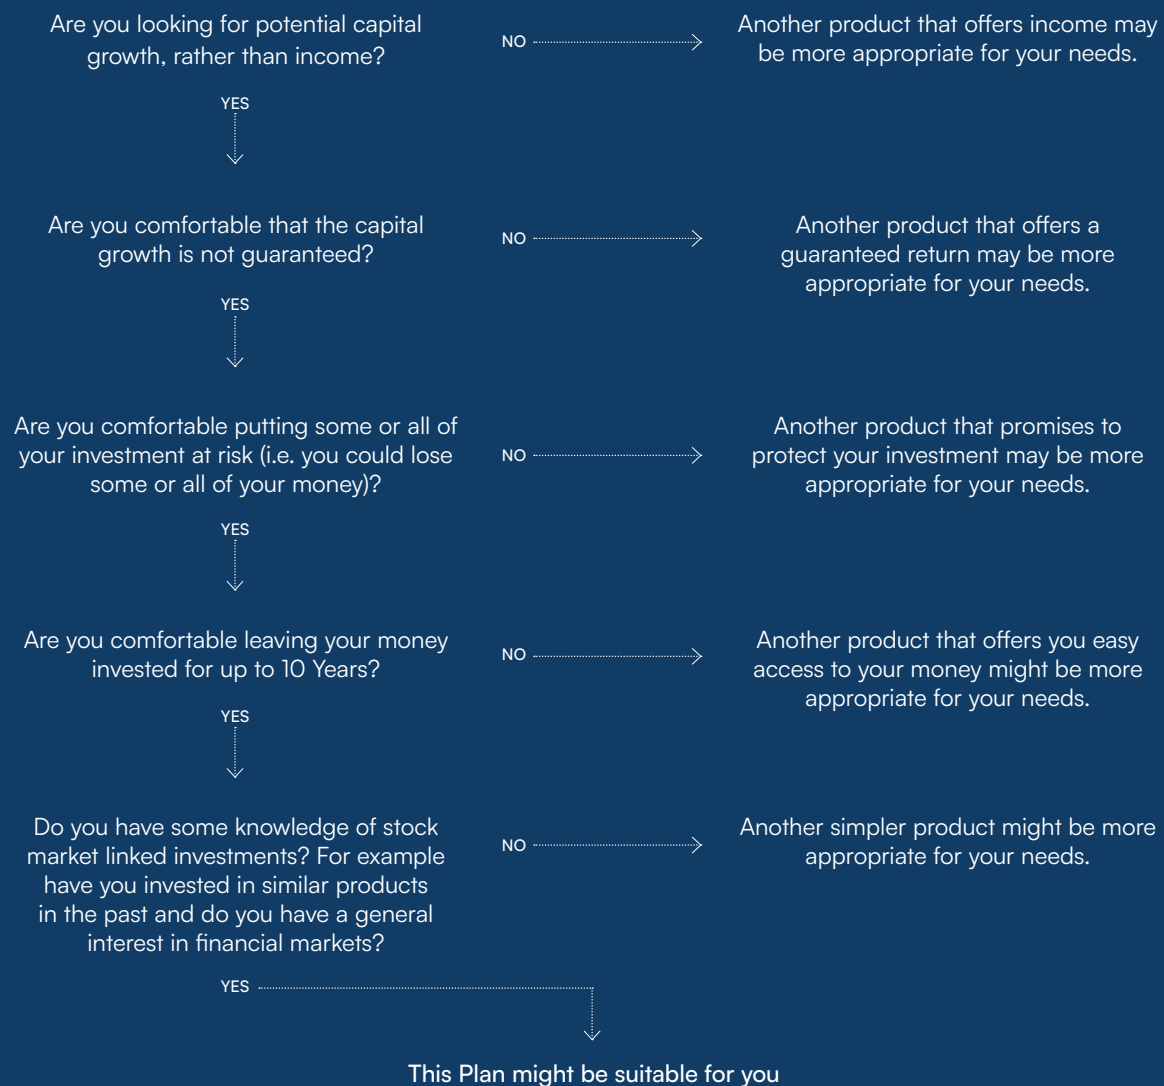 Are you looking for potential capital
growth, rather than income?
NO
Another product that offers income may
be more appropriate for your needs.
YES
Are you comfortable that the capital
growth is not guaranteed?
NO
Another product that offers a
guaranteed return may be more
appropriate for your needs.
YES
Are you comfortable putting some or all of
your investment at risk (i.e. you could lose
some or all of your money)?
NO
Another product that promises to
protect your investment may be more
appropriate for your needs.
YES
Are you comfortable leaving your money
invested for up to 10 Years?
NO
Another product that offers you easy
access to your money might be more
appropriate for your needs.
YES
Do you have some knowledge of stock
market linked investments? For example
have you invested in similar products
in the past and do you have a general
interest in financial markets?
NO
Another simpler product might be more
appropriate for your needs.
YES
This Plan might be suitable for you